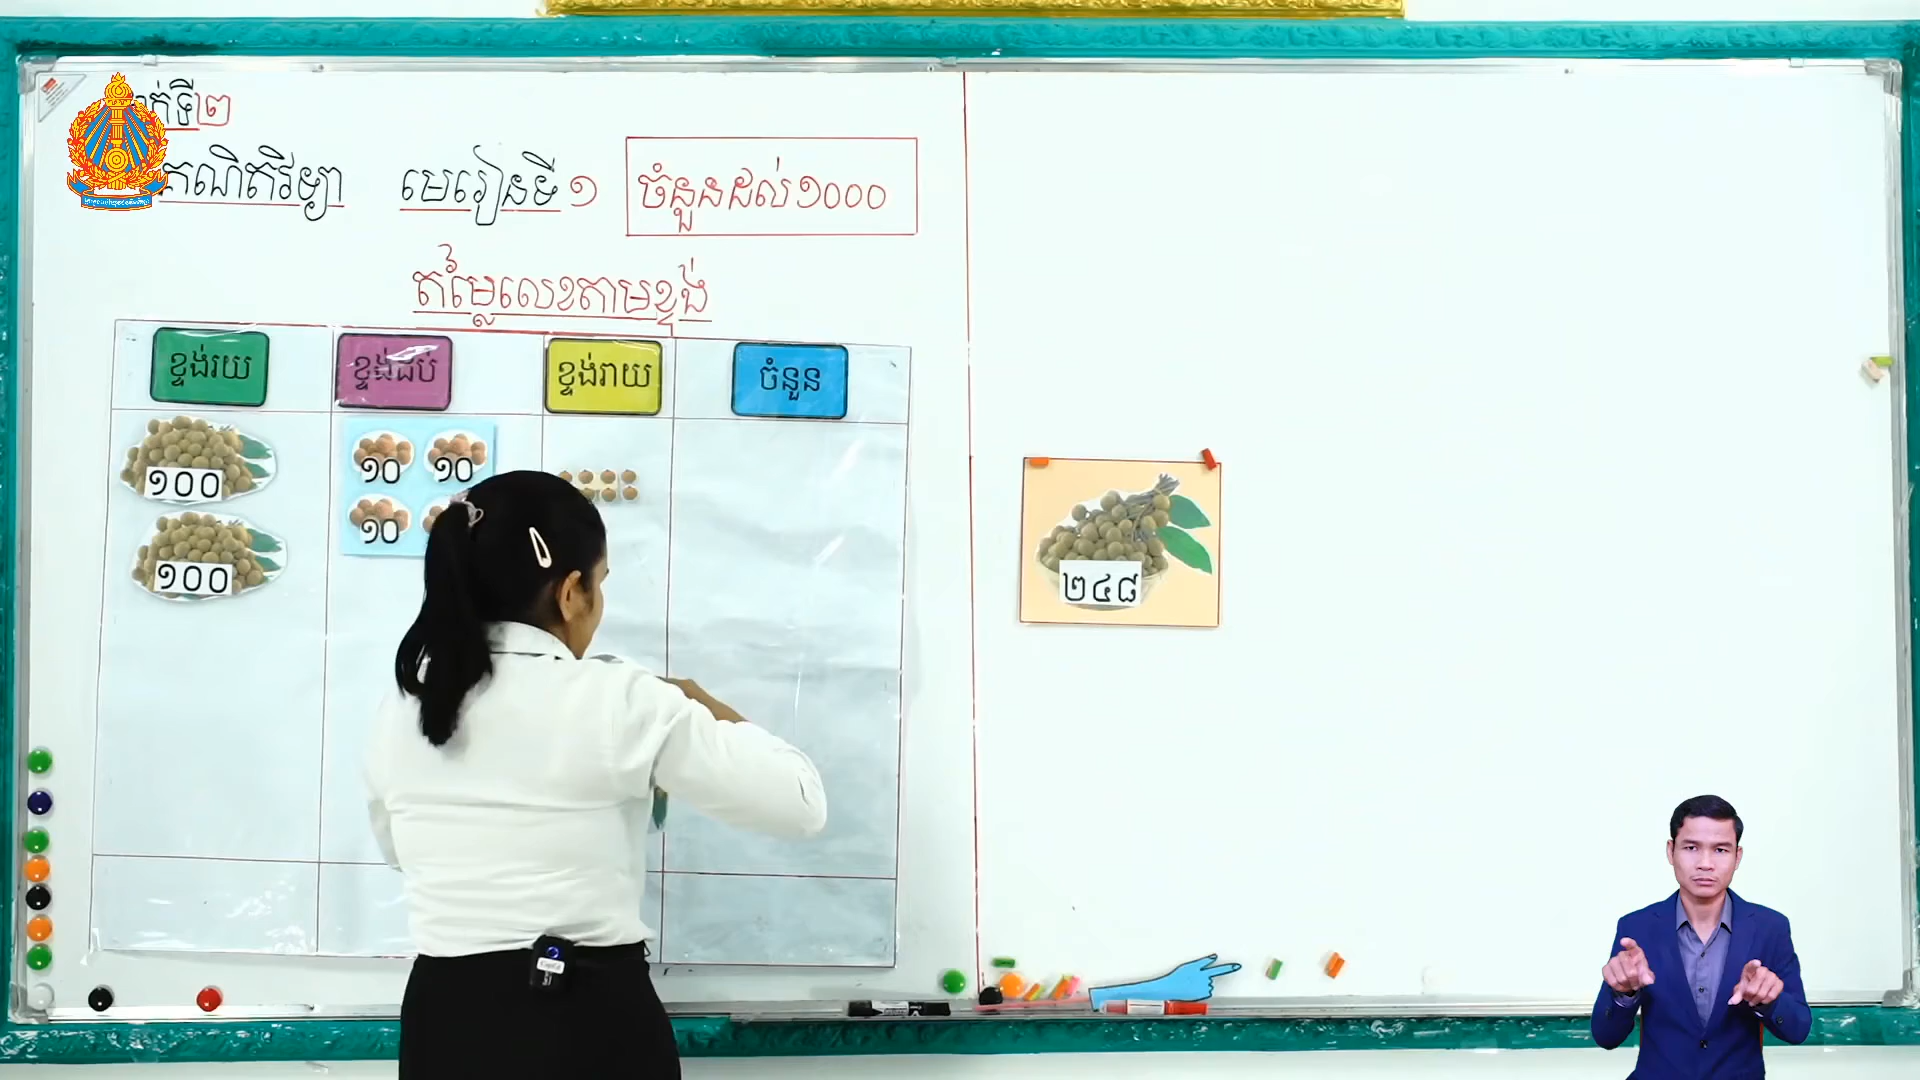 ក់ទី២
គណិតវិទ្យា មេរៀនទី ១ ចំនួនដល់១០០០
តម្លៃលេខតាមខ្ទង់
ខ្ទង់រយ ខ្ទង់ដប់ ខ្ទង់រាយ ចំនួន
១០០ ១០ ១០
១០
១០០
២៤៨